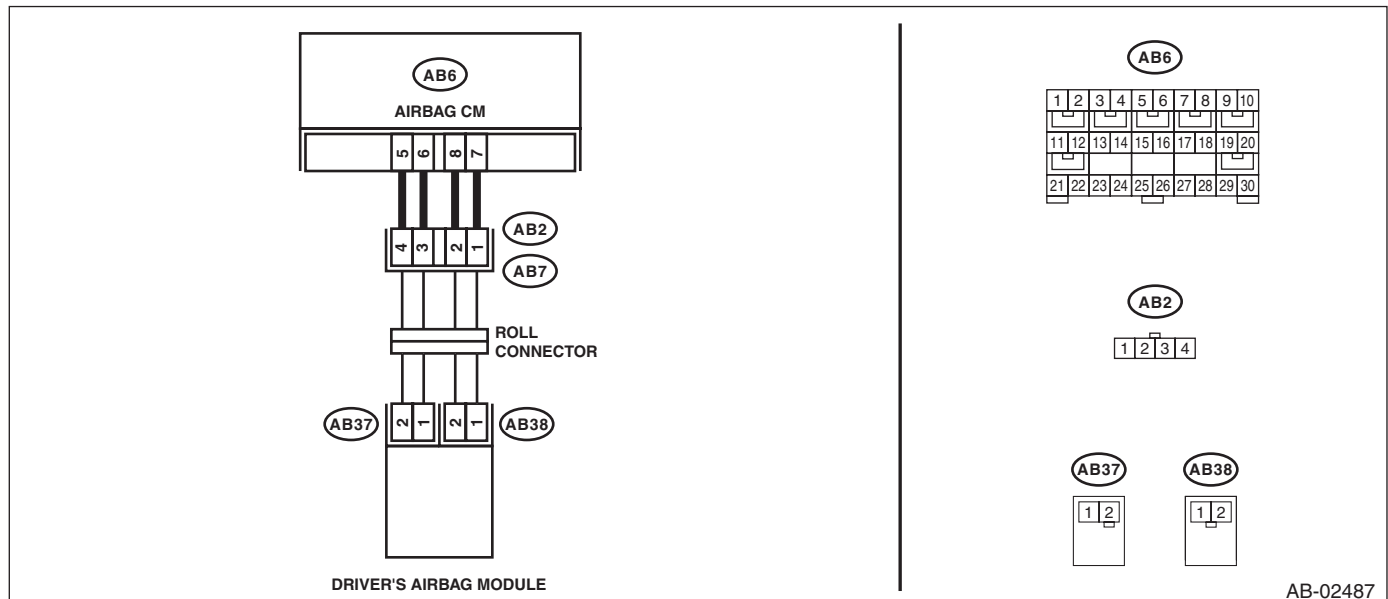 AB6
AIRBAG CM
5 6 8 7
4 3 2 1
AB2
AB7
ROLL
CONNECTOR
AB37
2 1 2 1
AB38
DRIVER'S AIRBAG MODULE
AB6
1 2 3 4 5 6 7 8 9 10
11 12 13 14 15 16 17 18 19 20
21 22 23 24 25 26 27 28 29 30
AB2
1 2 3 4
AB37
1 2
AB38
1 2
AB-02487